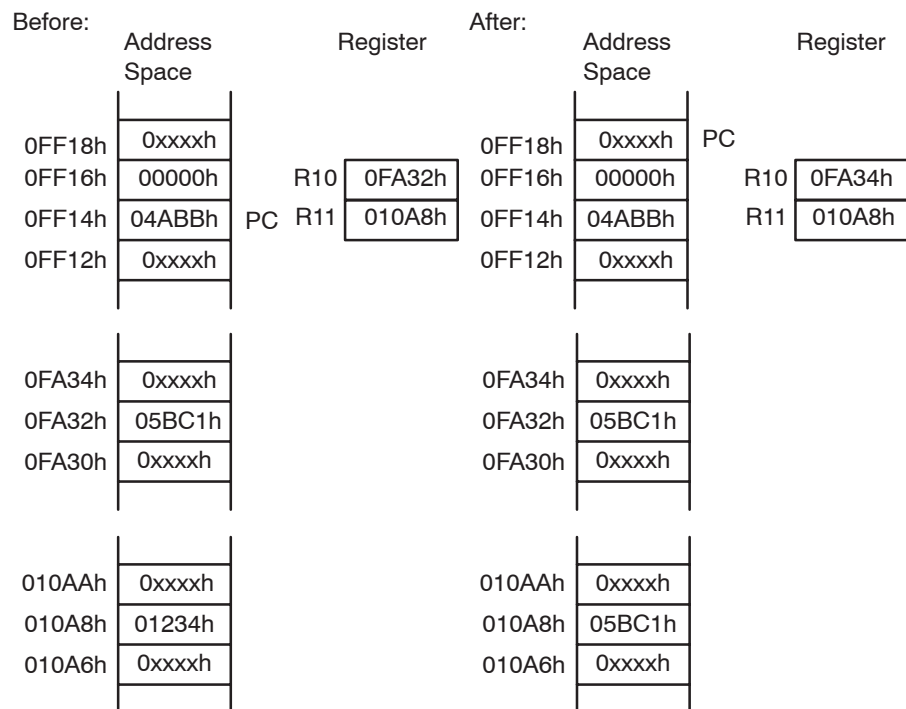 Before:
After:
Address Space
Register
Address Space
Register
0FF18h 0xxxxh
0FF18h 0xxxxh PC
0FF16h 00000h R10 0FA32h
0FF16h 00000h R10 0FA34h
0FF14h 04ABBh PC R11 010A8h
0FF14h 04ABBh R11 010A8h
0FF12h 0xxxxh
0FF12h 0xxxxh
0FA34h 0xxxxh
0FA34h 0xxxxh
0FA32h 05BC1h
0FA32h 05BC1h
0FA30h 0xxxxh
0FA30h 0xxxxh
010AAh 0xxxxh
010AAh 0xxxxh
010A8h 01234h
010A8h 05BC1h
010A6h 0xxxxh
010A6h 0xxxxh